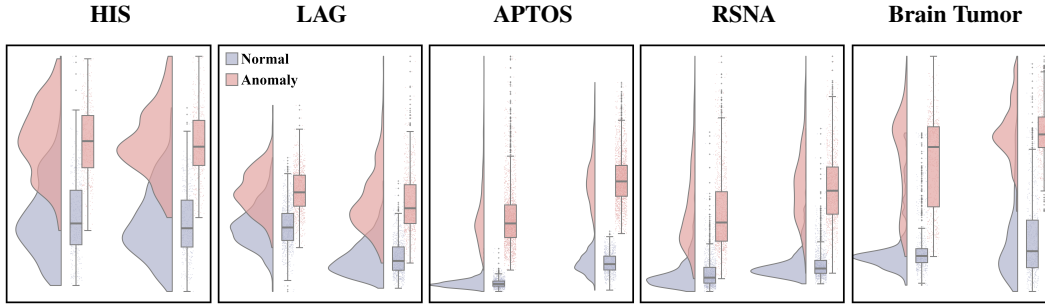 HIS
LAG
APTOS
RSNA
Brain Tumor
Normal
Anomaly